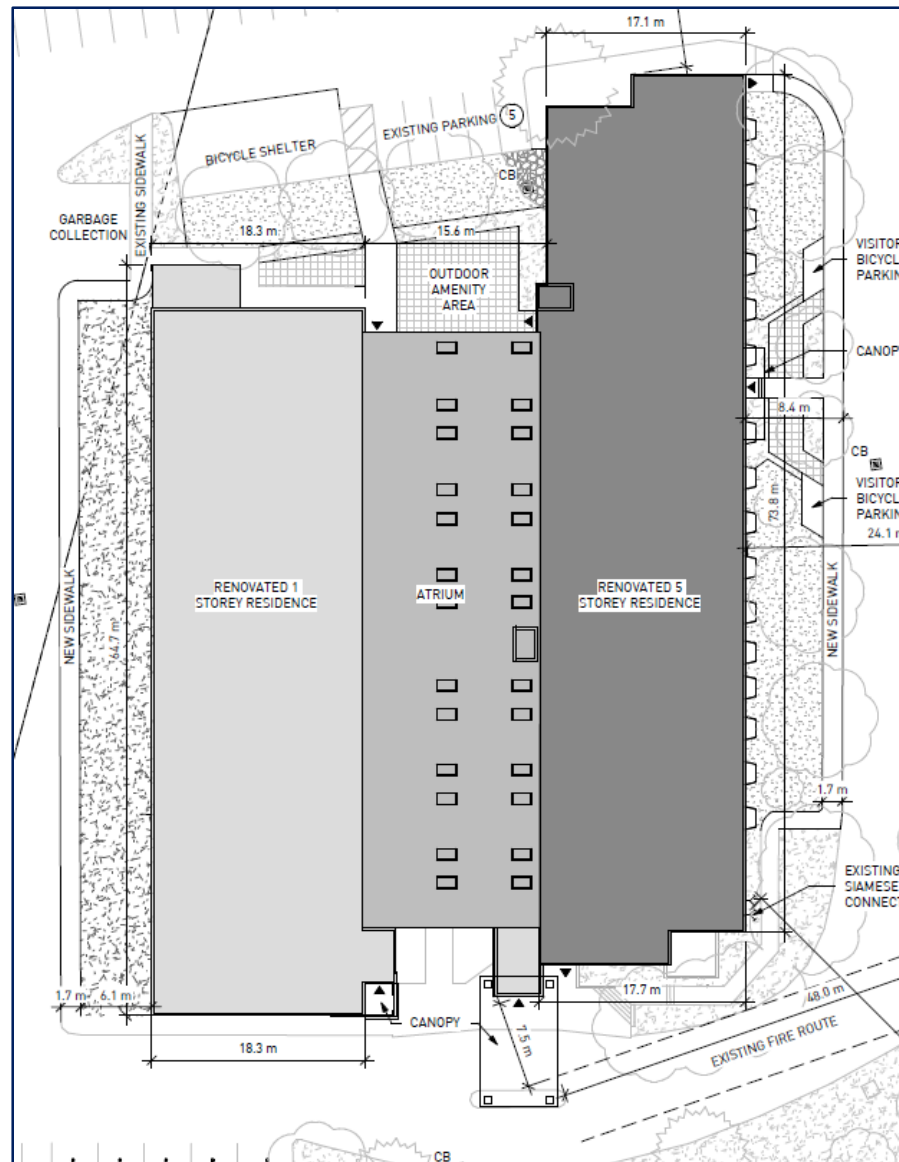 17.1 m
EXISTING PARKING
5
BICYCLE SHELTER
EXISTING SIDEWALK
CB
GARBAGE
COLLECTION
18.3 m
15.6 m
OUTDOOR
AMENITY
AREA
VISITOR
BICYCL
PARKIN
CANOP
8.4 m
CB
73.8 m
VISITOR
BICYCL
PARKIN
24.1 m
RENOVATED 1
STOREY RESIDENCE
ATRIUM
RENOVATED 5
STOREY RESIDENCE
NEW SIDEWALK
64.7 m
NEW SIDEWALK
1.7 m
EXISTING
SIAMESE
CONNECT
1.7 m
6.1 m
17.7 m
48.0 m
CANOPY
7.5 m
EXISTING FIRE ROUTE
18.3 m
CB